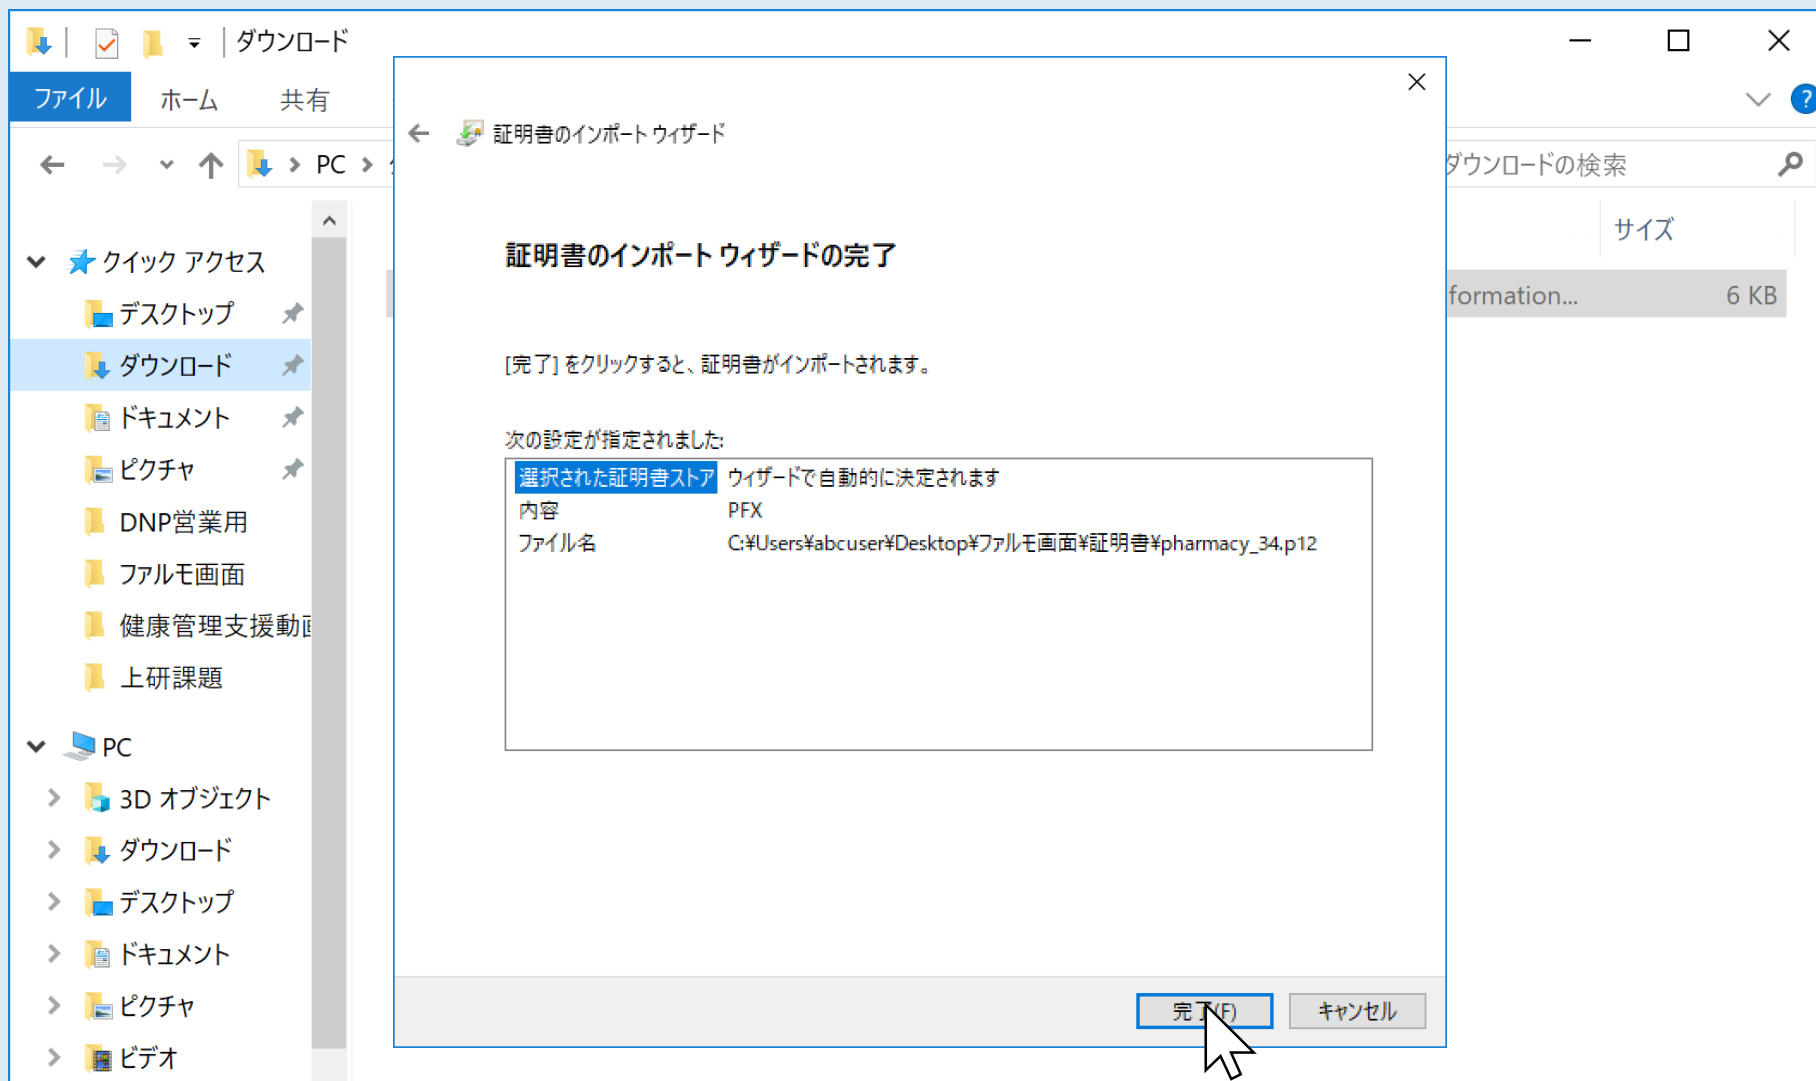 ダウンロード
ファイル ホーム 共有
PC
ダウンロードの検索
サイズ
formation... 6 KB
クイック アクセス
デスクトップ
ダウンロード
ドキュメント
ピクチャ
DNP営業用
ファルモ画面
健康管理支援動画
上研課題
PC
3D オブジェクト
ダウンロード
デスクトップ
ドキュメント
ピクチャ
ビデオ
証明書のインポート ウィザード
証明書のインポート ウィザードの完了
[完了] をクリックすると、証明書がインポートされます。
次の設定が指定されました:
選択された証明書ストア ウィザードで自動的に決定されます
内容 PFX
ファイル名 C:¥Users¥abcuser¥Desktop¥ファルモ画面¥証明書¥pharmacy_34.p12
完了(F) キャンセル